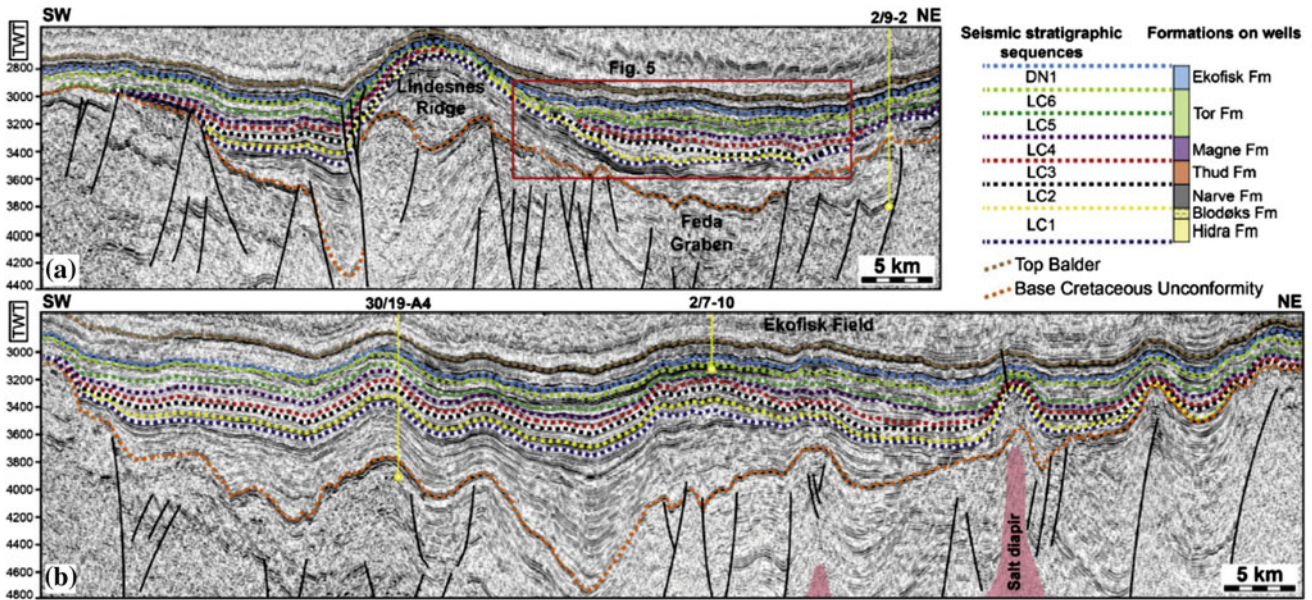 SW
2/9-2
NE
TWT
2800
3000
3200
3400
3600
3800
4000
4200
4400
Fig. 5
Lindesnes
Ridge
Feda
Graben
(a)
5 km
Seismic stratigraphic
sequences
Formations on wells
DN1
LC6
LC5
LC4
LC3
LC2
LC1
Ekofisk Fm
Tor Fm
Magne Fm
Thud Fm
Narve Fm
Blodøks Fm
Hidra Fm
Top Balder
Base Cretaceous Unconformity
SW
30/19-A4
2/7-10
NE
TWT
Ekofisk Field
3000
3200
3400
3600
3800
4000
4200
4400
4600
4800
Salt diapir
(b)
5 km